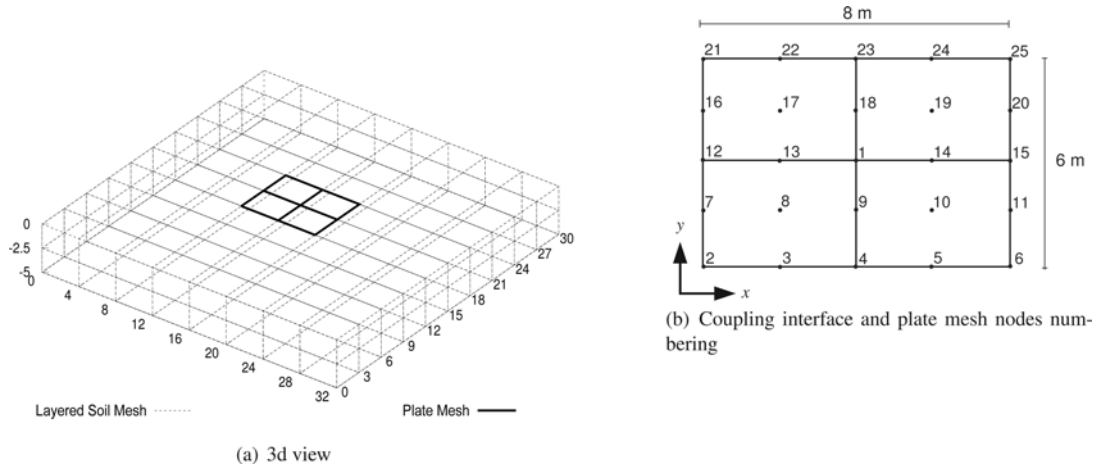 0
-2.5
-5
0
4
8
12
16
20
24
28
32
0
3
6
9
12
15
18
21
24
27
30
Layered Soil Mesh
Plate Mesh
(a) 3d view
8 m
21 22 23 24 25
16 17 18 19 20
12 13 1 14 15
6 m
7 8 9 10 11
y
2 3 4 5 6
x
(b) Coupling interface and plate mesh nodes num-
bering